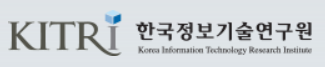 KITRI 한국정보기술연구원
Korea Information Technology Research Institute